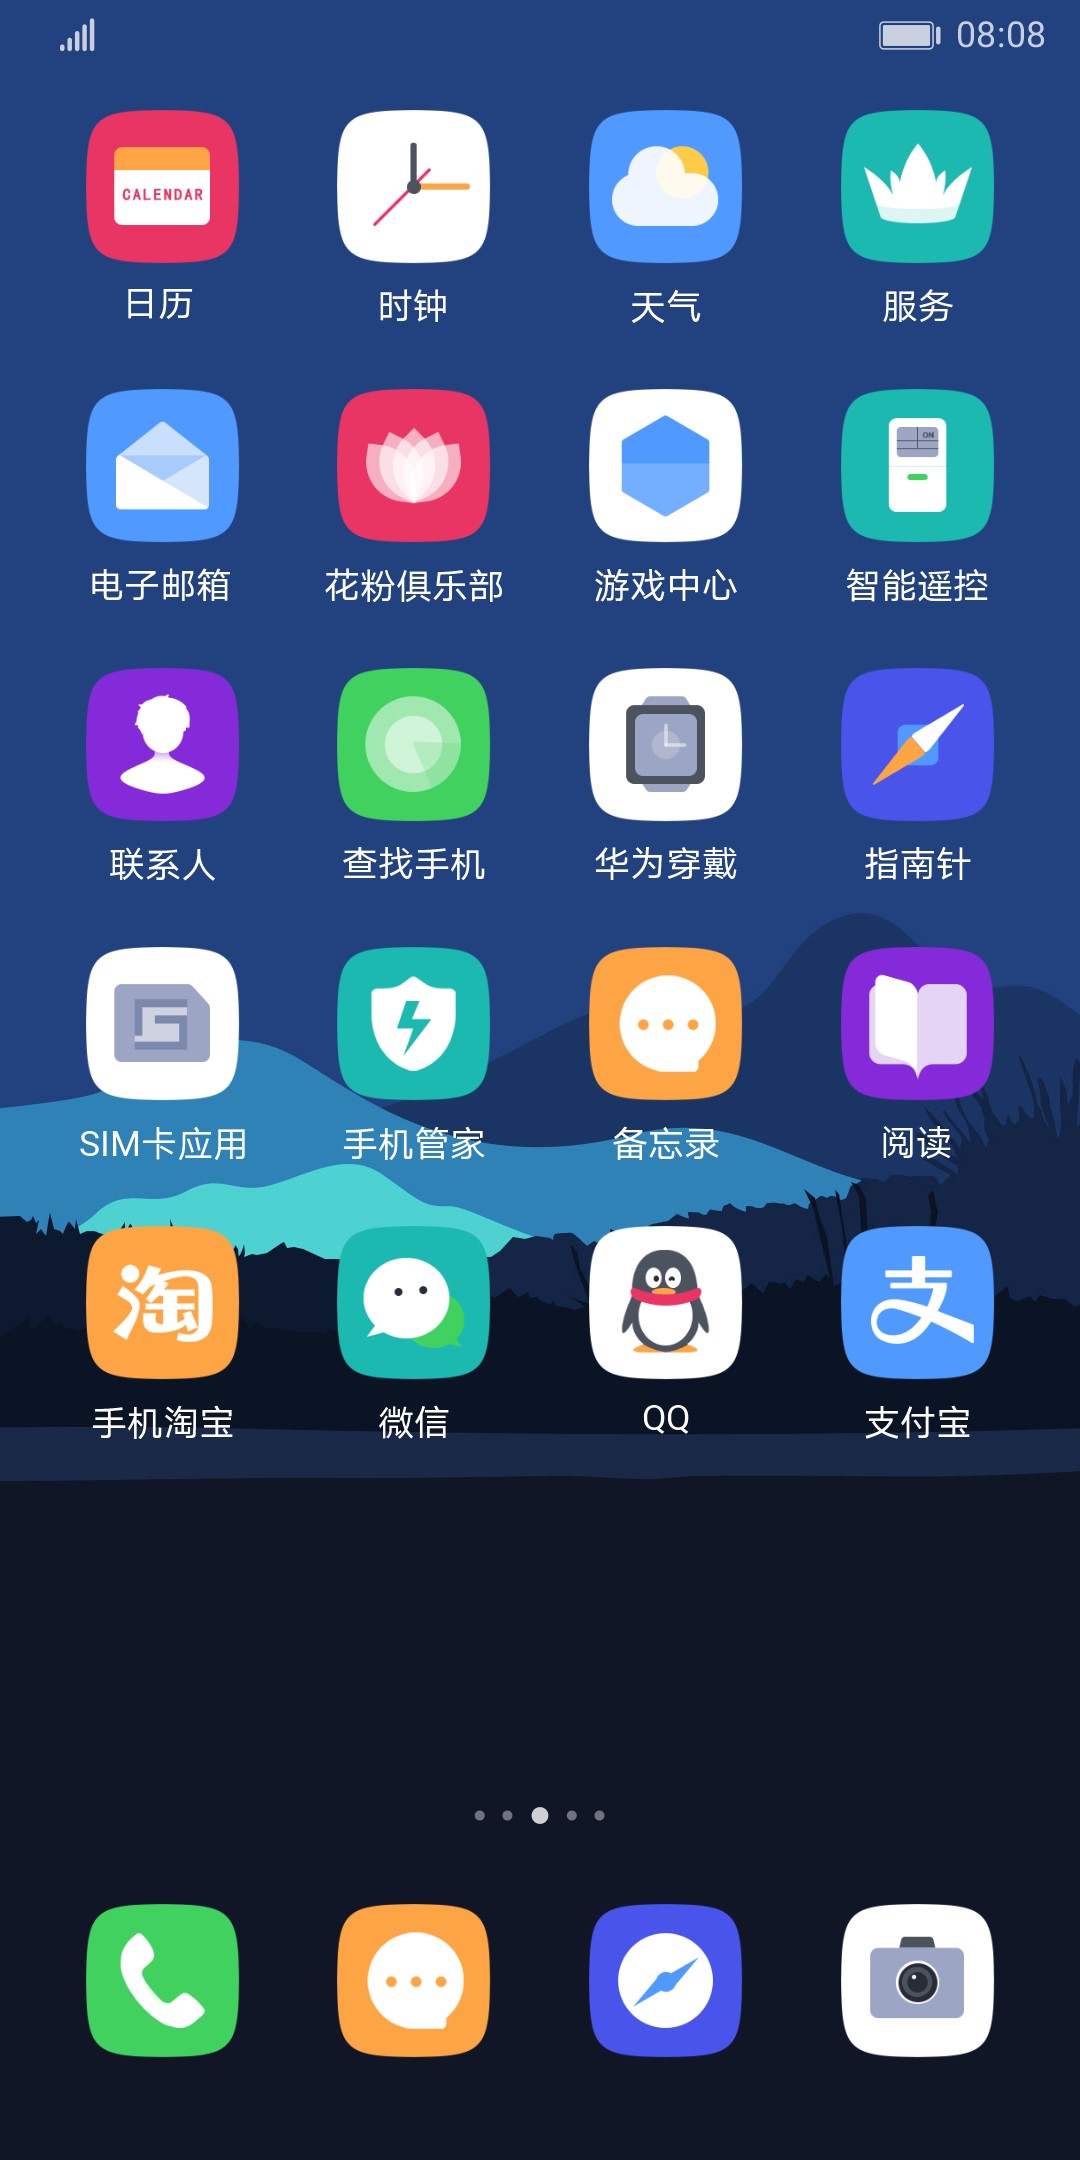 08:08
CALENDAR
日历
时钟
天气
服务
ON
电子邮箱
花粉俱乐部
游戏中心
智能遥控
联系人
查找手机
华为穿戴
指南针
SIM卡应用
手机管家
备忘录
阅读
淘
支
手机淘宝
微信
QQ
支付宝